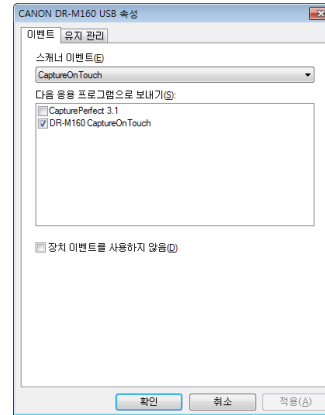 CANON DR-M160 USB 속성
이벤트 유지 관리
스캐너 이벤트(E)
CaptureOnTouch
다음 응용 프로그램으로 보내기(S):
CapturePerfect 3.1
DR-M160 CaptureOnTouch
장치 이벤트를 사용하지 않음(D)
확인 취소 적용(A)